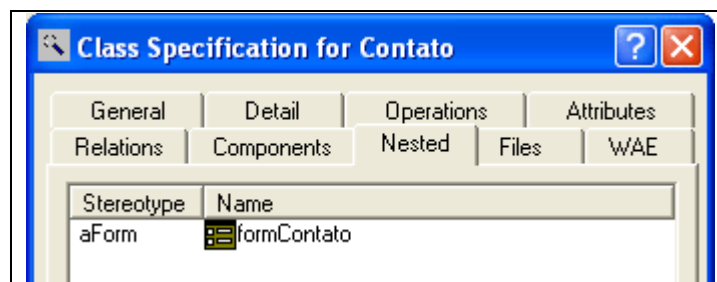 Class Specification for Contato
General Detail Operations Attributes
Relations Components Nested Files WAE
Stereotype Name
aForm formContato